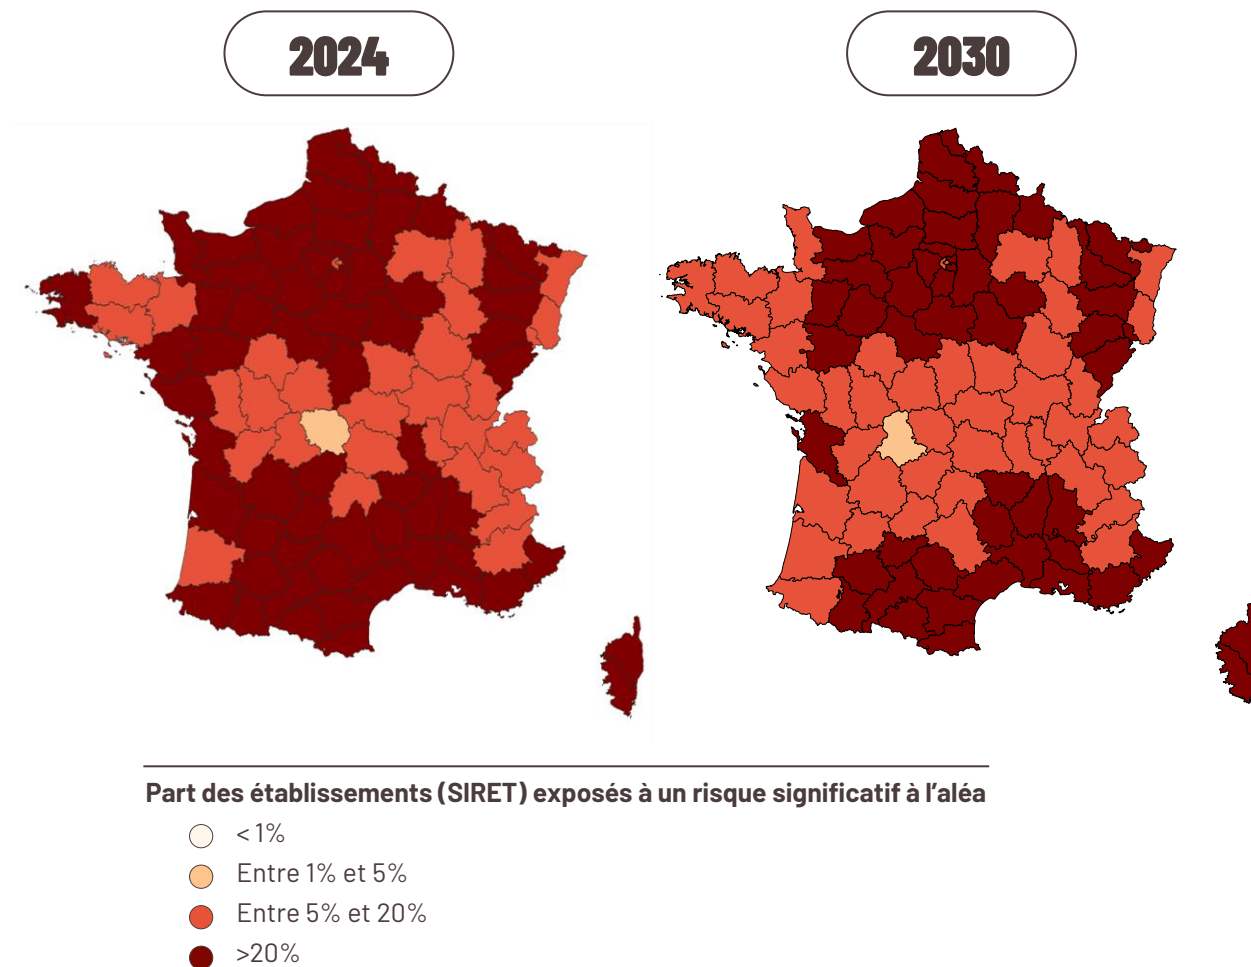 2024
2030
Part des établissements (SIRET) exposés à un risque significatif à l'aléa
< 1%
Entre 1% et 5%
Entre 5% et 20%
>20%